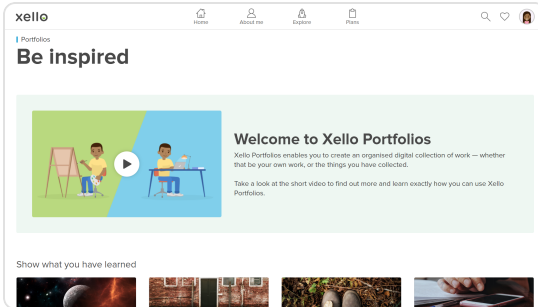 xello
Home
About me
Explore
Plans
Portfolios
Be inspired
Welcome to Xello Portfolios
Xello Portfolios enables you to create an organised digital collection of work — whether
that be your own work, or the things you have collected.
Take a look at the short video to find out more and learn exactly how you can use Xello
Portfolios.
Show what you have learned